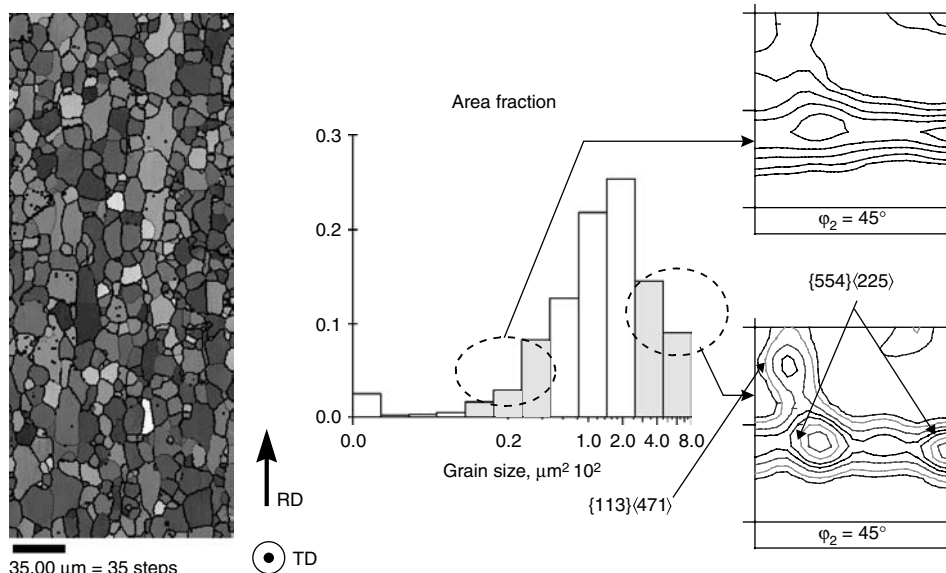 Area fraction
0.3
0.2
0.1
0.0
0.0 0.2 1.0 2.0 4.0 8.0
Grain size, μm² 10²
RD
TD
35.00 μm = 35 steps
φ₂ = 45°
{554}⟨225⟩
{113}⟨471⟩
φ₂ = 45°